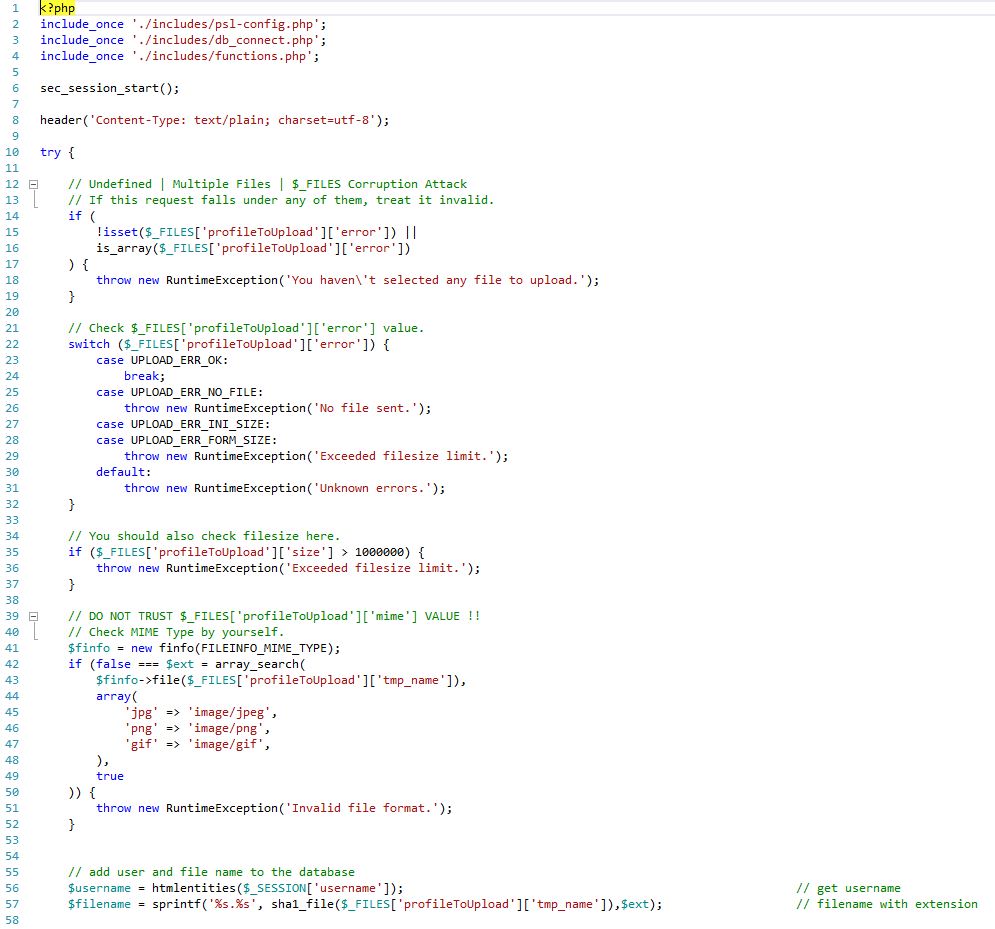 1 <?php
2 include_once './includes/psl-config.php';
3 include_once './includes/db_connect.php';
4 include_once './includes/functions.php';
5
6 sec_session_start();
7
8 header('Content-Type: text/plain; charset=utf-8');
9
10 try {
11
12 // Undefined | Multiple Files | $_FILES Corruption Attack
13 // If this request falls under any of them, treat it invalid.
14 if (
15 !isset($_FILES['profileToUpload']['error']) ||
16 is_array($_FILES['profileToUpload']['error'])
17 ) {
18 throw new RuntimeException('You haven\'t selected any file to upload.');
19 }
20
21 // Check $_FILES['profileToUpload']['error'] value.
22 switch ($_FILES['profileToUpload']['error']) {
23 case UPLOAD_ERR_OK:
24 break;
25 case UPLOAD_ERR_NO_FILE:
26 throw new RuntimeException('No file sent.');
27 case UPLOAD_ERR_INI_SIZE:
28 case UPLOAD_ERR_FORM_SIZE:
29 throw new RuntimeException('Exceeded filesize limit.');
30 default:
31 throw new RuntimeException('Unknown errors.');
32 }
33
34 // You should also check filesize here.
35 if ($_FILES['profileToUpload']['size'] > 1000000) {
36 throw new RuntimeException('Exceeded filesize limit.');
37 }
38
39 // DO NOT TRUST $_FILES['profileToUpload']['mime'] VALUE !!
40 // Check MIME Type by yourself.
41 $finfo = new finfo(FILEINFO_MIME_TYPE);
42 if (false === $ext = array_search(
43 $finfo->file($_FILES['profileToUpload']['tmp_name']),
44 array(
45 'jpg' => 'image/jpeg',
46 'png' => 'image/png',
47 'gif' => 'image/gif',
48 ),
49 true
50 )) {
51 throw new RuntimeException('Invalid file format.');
52 }
53
54
55 // add user and file name to the database
56 $username = htmlentities($_SESSION['username']); // get username
57 $filename = sprintf('%s.%s', sha1_file($_FILES['profileToUpload']['tmp_name']),$ext); // filename with extension
58